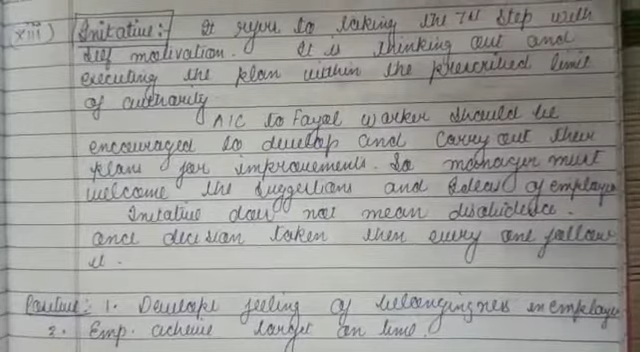 (xiii) Initative:- It refers to taking the 1st step with
self motivation. It is thinking out and
executing the plan within the prescribed limit
of authority
A/C to Fayol worker should be
encouraged to develop and carry out their
plans for improvements. So manager must
welcome the suggestions and Ideas of employee
Initative does not mean disobidence.
once decision taken then every one follow
it.
Positive: 1. Develops feeling of belongingness in employee
2. Emp. acheive target on time.